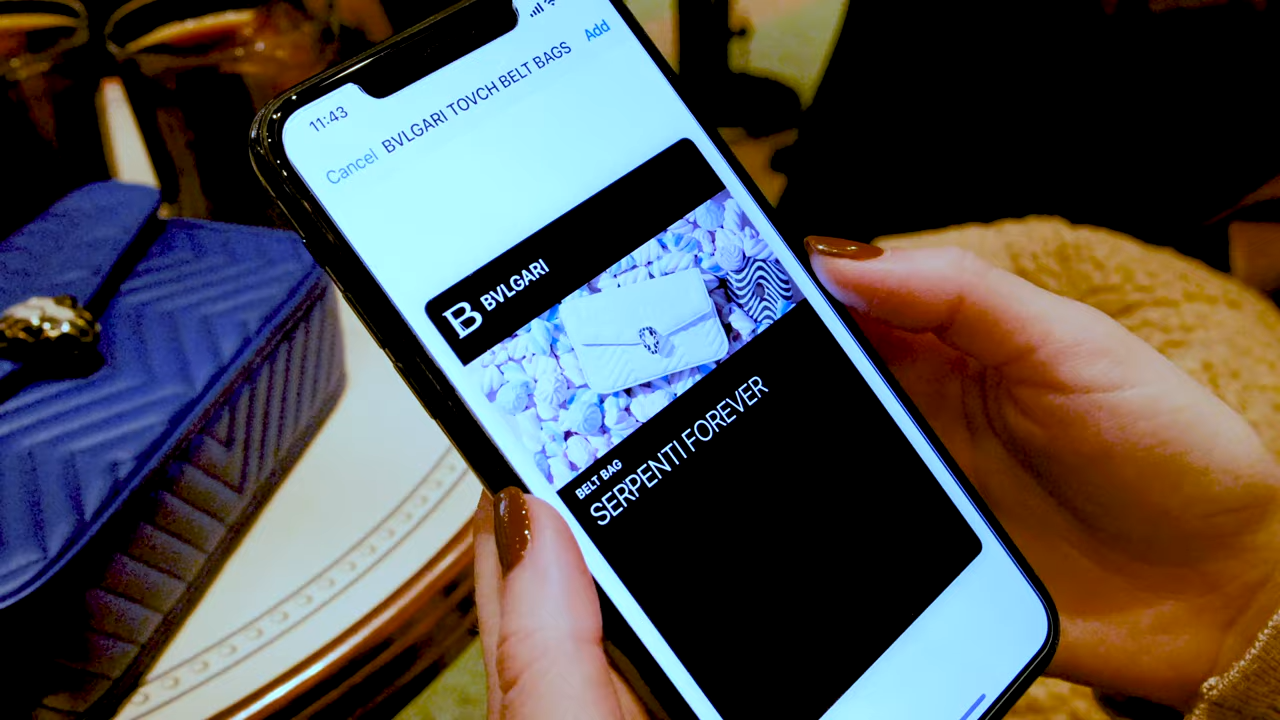 11:43
Cancel BVLGARI TOVCH BELT BAGS Add
B BVLGARI
BELT BAG
SERPENTI FOREVER